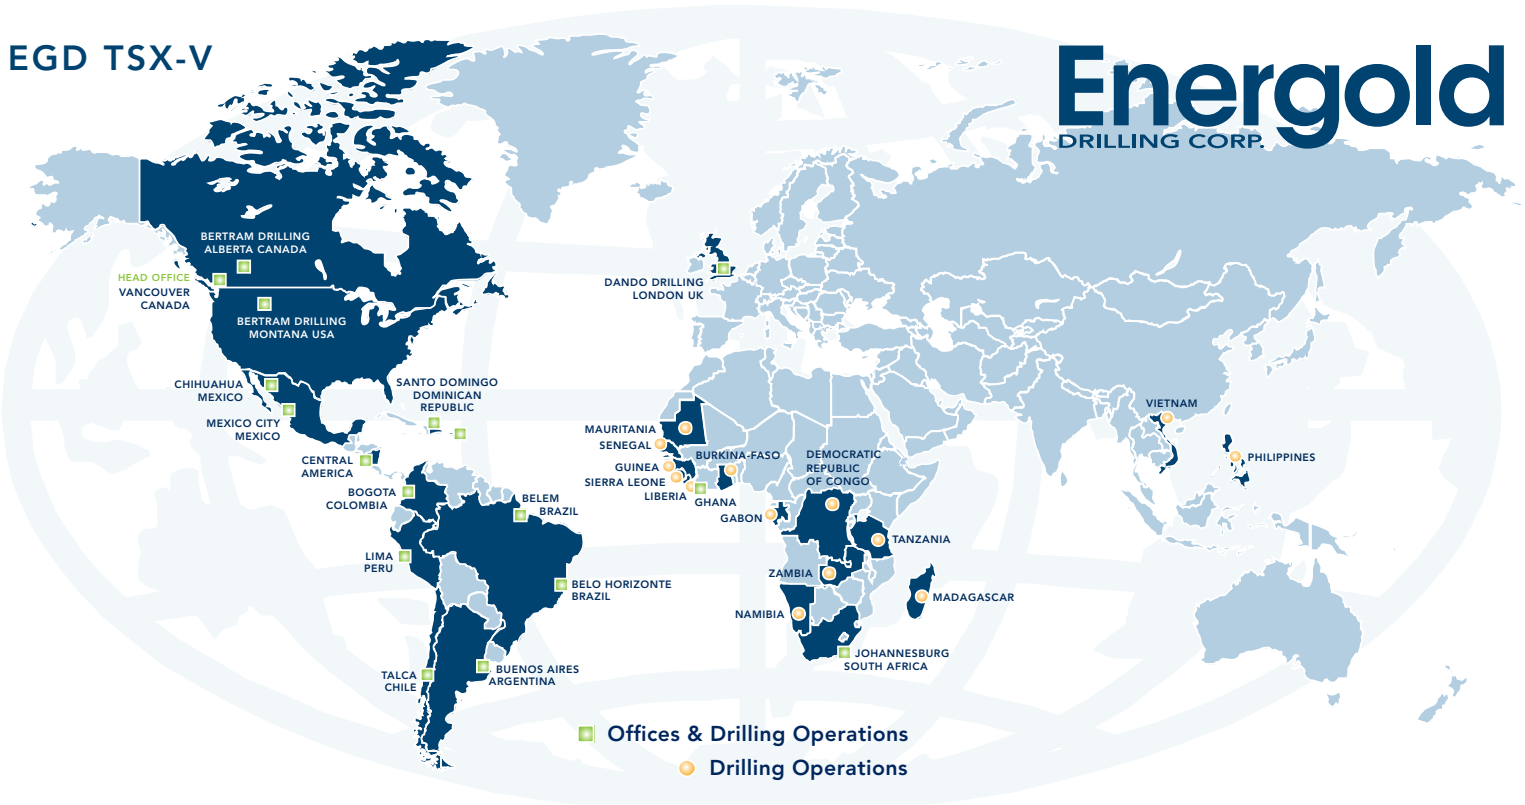 EGD TSX-V
Energold
DRILLING CORP.
BERTRAM DRILLING
ALBERTA CANADA
HEAD OFFICE
VANCOUVER
CANADA
BERTRAM DRILLING
MONTANA USA
DANDO DRILLING
LONDON UK
CHIHUAHUA
MEXICO
MEXICO CITY
MEXICO
SANTO DOMINGO
DOMINICAN
REPUBLIC
CENTRAL
AMERICA
BOGOTA
COLOMBIA
BELEM
BRAZIL
LIMA
PERU
BELO HORIZONTE
BRAZIL
TALCA
CHILE
BUENOS AIRES
ARGENTINA
MAURITANIA
SENEGAL
GUINEA
SIERRA LEONE
LIBERIA
GHANA
BURKINA-FASO
DEMOCRATIC
REPUBLIC
OF CONGO
GABON
TANZANIA
ZAMBIA
MADAGASCAR
NAMIBIA
JOHANNESBURG
SOUTH AFRICA
VIETNAM
PHILIPPINES
Offices & Drilling Operations
Drilling Operations